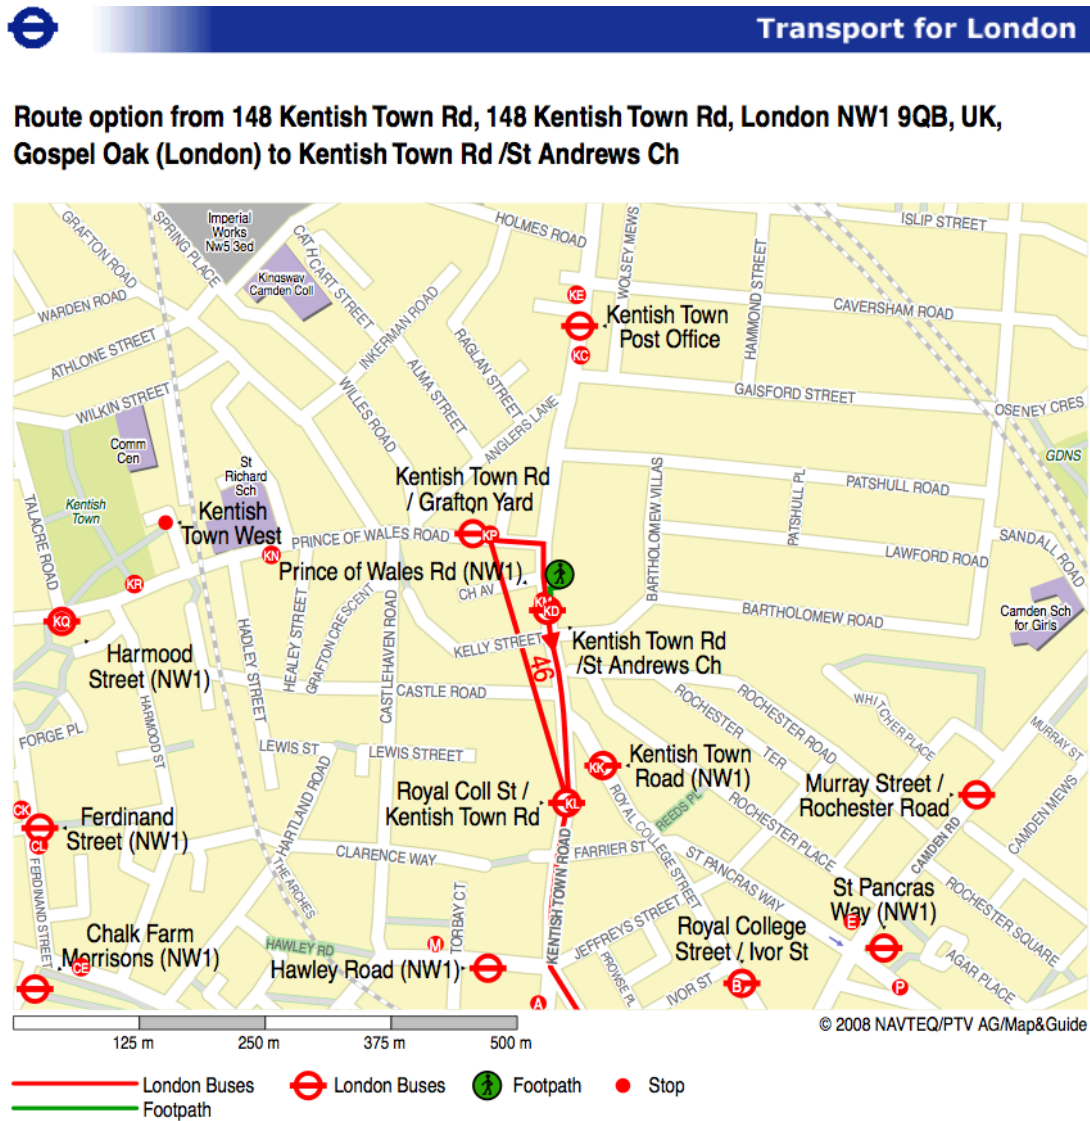 Transport for London
Route option from 148 Kentish Town Rd, 148 Kentish Town Rd, London NW1 9QB, UK,
Gospel Oak (London) to Kentish Town Rd /St Andrews Ch
GRAFTON ROAD
SPRING PLACE
Imperial
Works
Nw5 3ed
CATHCART STREET
HOLMES ROAD
WOLSEY MEWS
ISLIP STREET
Kingsway
Camden Coll
WARDEN ROAD
INKERMAN ROAD
KE
HAMMOND STREET
CAVERSHAM ROAD
Kentish Town
Post Office
KC
ATHLONE STREET
RAGLAN STREET
ALMA STREET
WILLES ROAD
GAISFORD STREET
OSENEY CRES
WILKIN STREET
ANGLERS LANE
Comm
Cen
GDNS
St
Richard
Sch
Kentish Town Rd
/ Grafton Yard
BARTHOLOMEW VILLAS
PATSHULL PL
PATSHULL ROAD
TALACRE ROAD
Kentish
Town
Kentish
Town West
PRINCE OF WALES ROAD
KP
SANDALL ROAD
KN
LAWFORD ROAD
Prince of Wales Rd (NW1)
KR
CH AV
KM
KD
BARTHOLOMEW ROAD
Camden Sch
for Girls
KQ
HEALEY STREET
GRAFTON CRESCENT
CASTLEHAVEN ROAD
KELLY STREET
Kentish Town Rd
/St Andrews Ch
Harmood
Street (NW1)
HADLEY STREET
46
CASTLE ROAD
ROCHESTER TER
ROCHESTER ROAD
WHITCHER PLACE
FORGE PL
HARMOOD ST
MURRAY ST
LEWIS ST
LEWIS STREET
KK
Kentish Town
Road (NW1)
Royal Coll St /
Kentish Town Rd
KL
Murray Street /
Rochester Road
CK
HARTLAND ROAD
ROYAL COLLEGE STREET
REEDS PL
ROCHESTER PLACE
CAMDEN MEWS
Ferdinand
Street (NW1)
CL
CAMDEN RD
CLARENCE WAY
FARRIER ST
ST PANCRAS WAY
FERDINAND STREET
THE ARCHES
KENTISH TOWN ROAD
St Pancras
Way (NW1)
ROCHESTER SQUARE
TORBAY CT
JEFFREYS STREET
E
Chalk Farm
Morrisons (NW1)
CE
HAWLEY RD
M
Hawley Road (NW1)
Royal College
Street / Ivor St
PROWSE PL
IVOR ST
B
AGAR PLACE
P
A
125 m
250 m
375 m
500 m
© 2008 NAVTEQ/PTV AG/Map&Guide
London Buses
London Buses
Footpath
Stop
Footpath